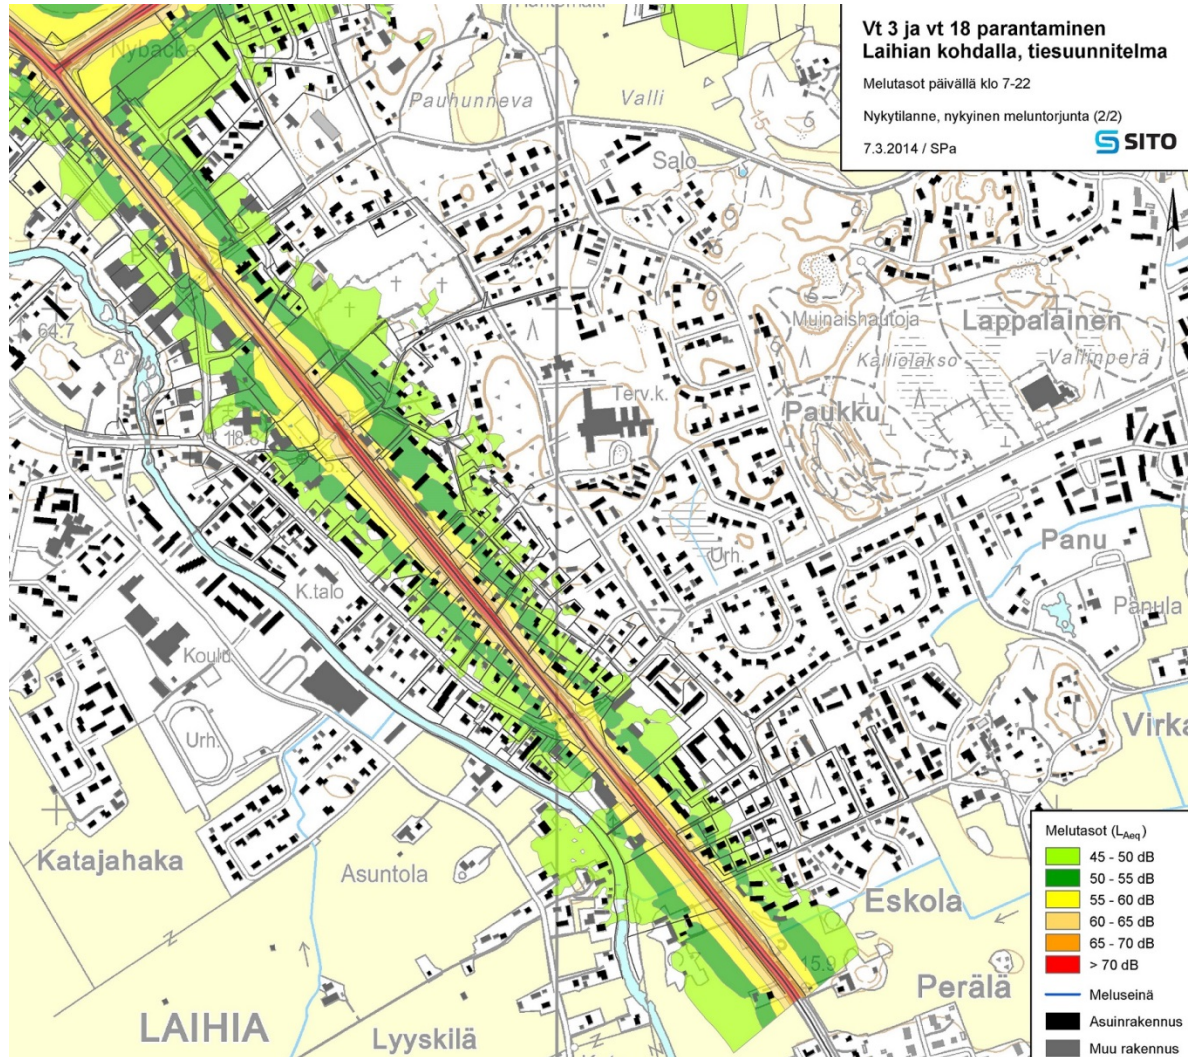 Vt 3 ja vt 18 parantaminen
Laihian kohdalla, tiesuunnitelma
Melutasot päivällä klo 7-22
Nykytilanne, nykyinen meluntorjunta (2/2)
7.3.2014 / SPa
SITO
Nybacka
Pauhunneva
Valli
Salo
Muinaishautoja
Lappalainen
Kalliolakso
Vallinperä
64.7
Terv.k.
Paukku
18.8
Urh.
Panu
Panula
K.talo
Koulu
Urh.
Virka
Katajahaka
Asuntola
Eskola
15.9
Perälä
LAIHIA
Lyyskilä
Melutasot (LAeq)
45 - 50 dB
50 - 55 dB
55 - 60 dB
60 - 65 dB
65 - 70 dB
> 70 dB
Meluseinä
Asuinrakennus
Muu rakennus